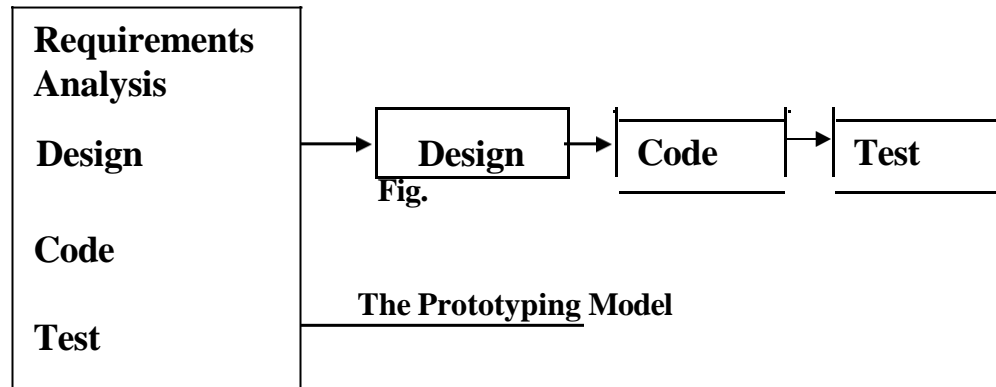 Requirements
Analysis
Design
Code
Test
Design
Code
Test
Fig.
The Prototyping Model